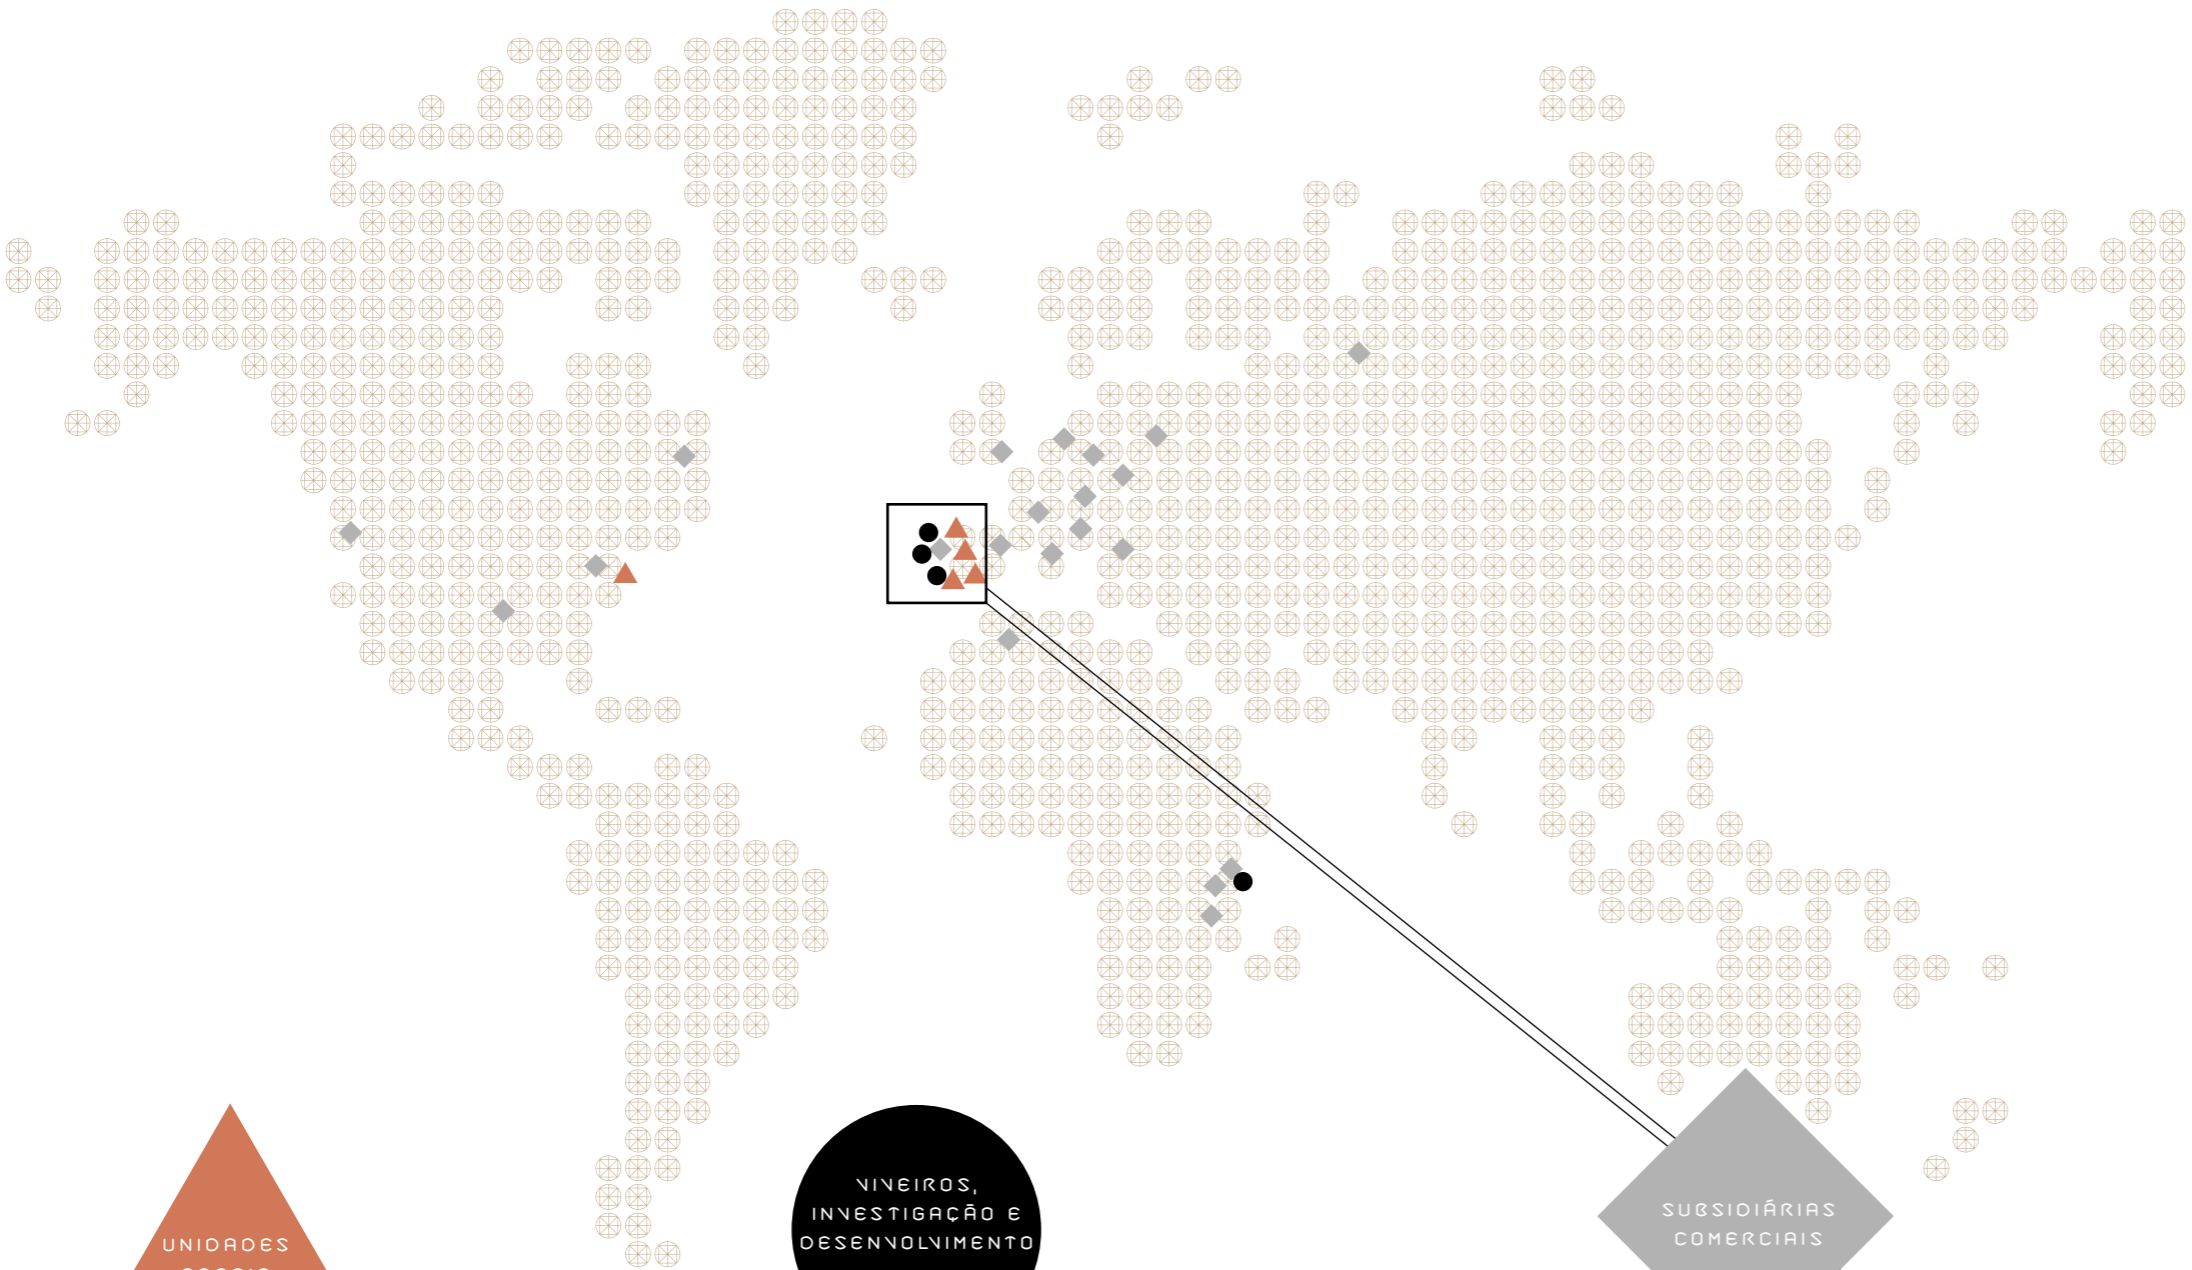 UNIDADES
VIVEIROS,
INVESTIGAÇÃO E
DESENVOLVIMENTO
SUBSIDIÁRIAS
COMERCIAIS